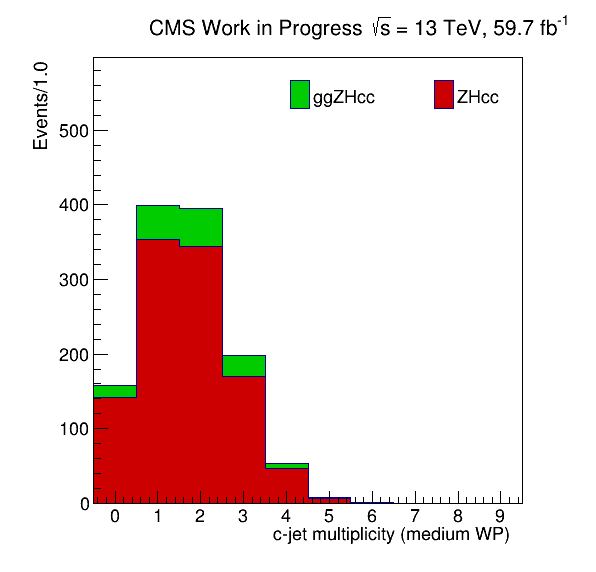 CMS Work in Progress √s = 13 TeV, 59.7 fb⁻¹
Events/1.0
ggZHcc ZHcc
500
400
300
200
100
0
0 1 2 3 4 5 6 7 8 9
c-jet multiplicity (medium WP)